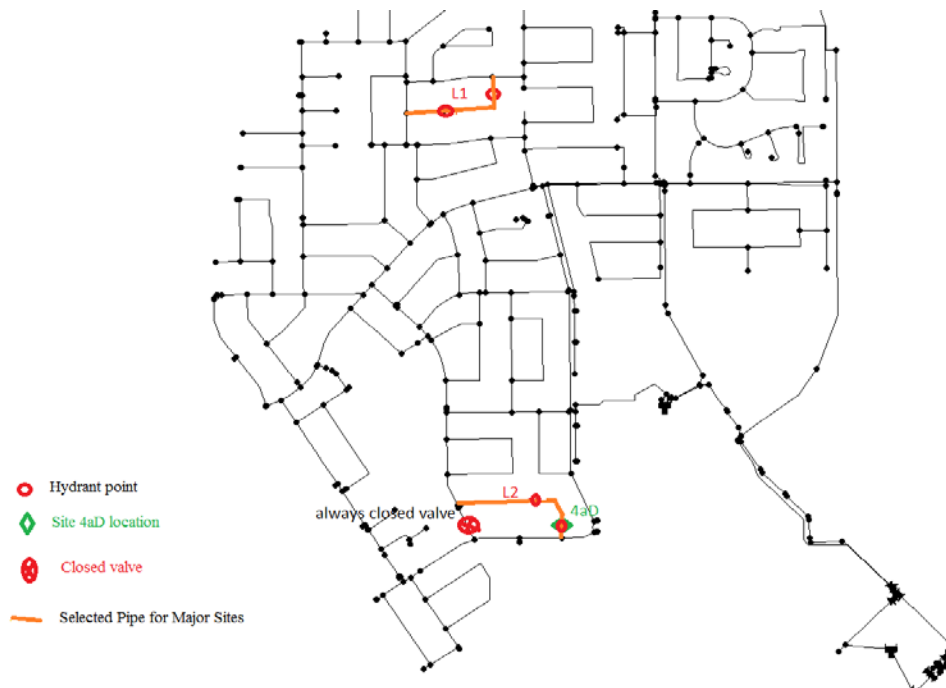 L1
L2
4aD
always closed valve
Hydrant point
Site 4aD location
Closed valve
Selected Pipe for Major Sites